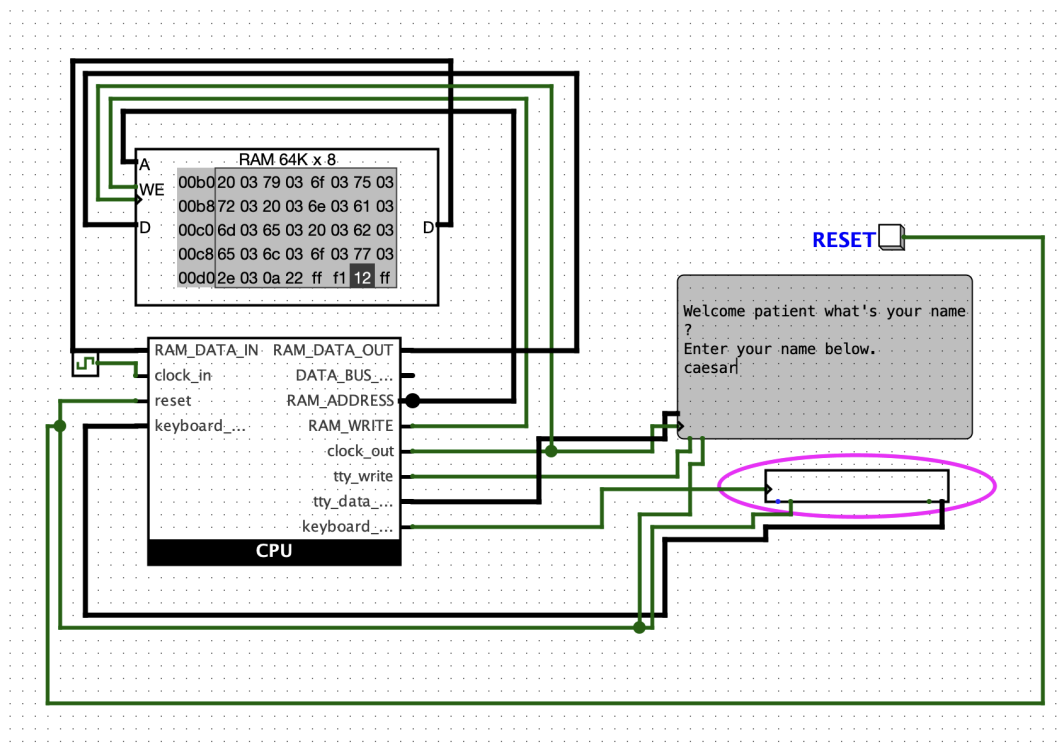 RAM 64K x 8
A
WE
D
D
00b0 20 03 79 03 6f 03 75 03
00b8 72 03 20 03 6e 03 61 03
00c0 6d 03 65 03 20 03 62 03
00c8 65 03 6c 03 6f 03 77 03
00d0 2e 03 0a 22 ff f1 12 ff
RESET
Welcome patient what's your name
?
Enter your name below.
caesar
RAM_DATA_IN RAM_DATA_OUT
clock_in DATA_BUS_...
reset RAM_ADDRESS
keyboard_... RAM_WRITE
clock_out
tty_write
tty_data_...
keyboard_...
CPU